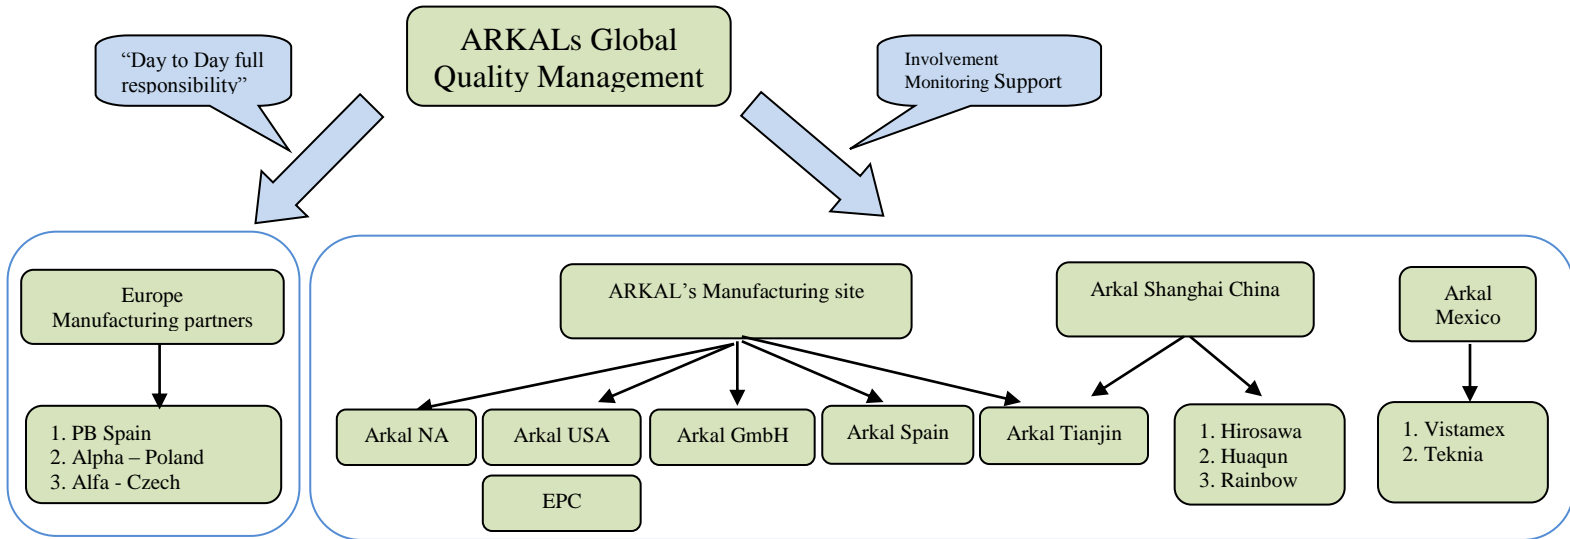 ARKALs Global
Quality Management
“Day to Day full
responsibility”
Involvement
Monitoring Support
Europe
Manufacturing partners
ARKAL’s Manufacturing site
Arkal Shanghai China
Arkal
Mexico
1. PB Spain
2. Alpha – Poland
3. Alfa - Czech
Arkal NA
Arkal USA
Arkal GmbH
Arkal Spain
Arkal Tianjin
1. Hirosawa
2. Huaqun
3. Rainbow
1. Vistamex
2. Teknia
EPC